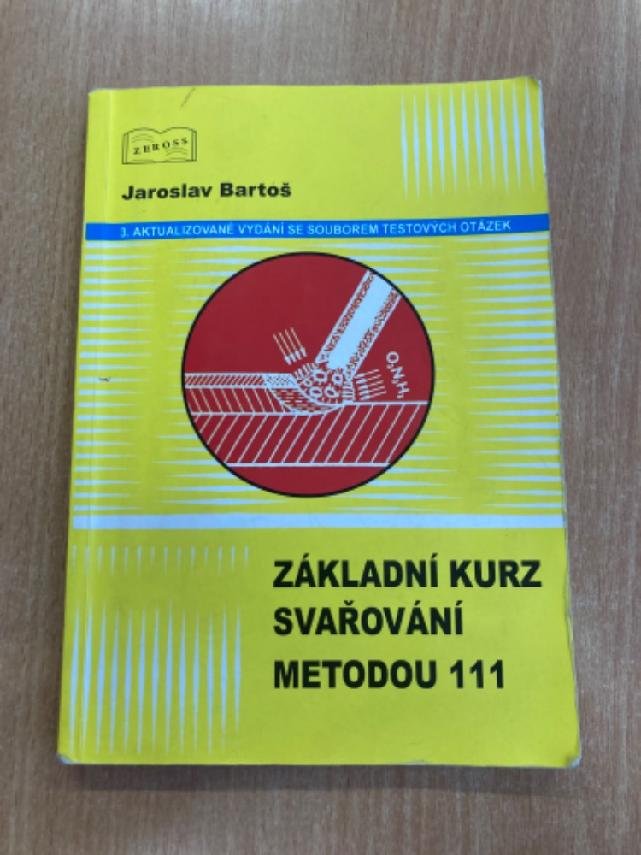 ZEROSS
Jaroslav Bartoš
3. AKTUALIZOVANÉ VYDÁNÍ SE SOUBOREM TESTOVÝCH OTÁZEK
ZÁKLADNÍ KURZ
SVAŘOVÁNÍ
METODOU 111